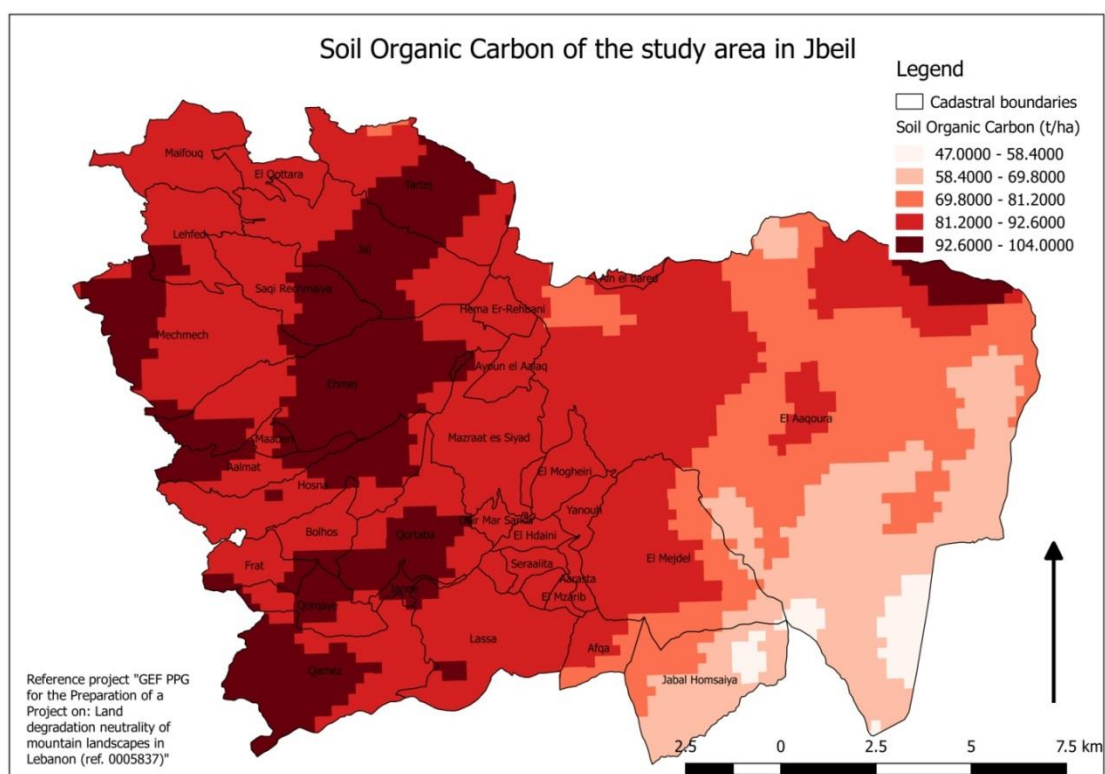 Soil Organic Carbon of the study area in Jbeil
Legend
Cadastral boundaries
Soil Organic Carbon (t/ha)
47.0000 - 58.4000
58.4000 - 69.8000
69.8000 - 81.2000
81.2000 - 92.6000
92.6000 - 104.0000
Maifouq
El Qottara
Tartej
Lehfed
Jaj
Saqi Rechmaiya
Ain el Bared
Hema Er-Rehbani
Mechmech
Ayoun el Aalaq
Ehmej
El Aaqoura
Maaden
Mazraat es Siyad
Aalmat
El Mogheiri
Hosna
Yanouh
Mar Sarkis
Bolhos
Qortaba
El Hdaini
El Mejdel
Frat
Seraaiita
Aarasta
El Mzarib
Lassa
Afqa
Qamez
Jabal Homsaiya
Reference project "GEF PPG
for the Preparation of a
Project on: Land
degradation neutrality of
mountain landscapes in
Lebanon (ref. 0005837)"
2.5 0 2.5 5 7.5 km